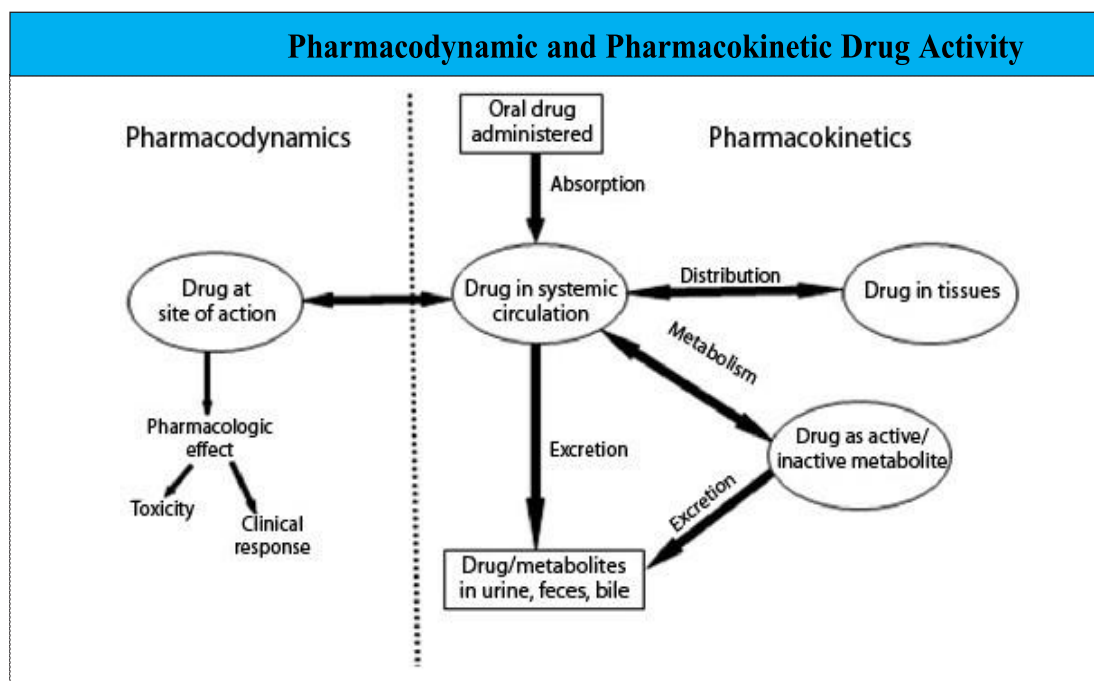 Pharmacodynamic and Pharmacokinetic Drug Activity
Pharmacodynamics
Oral drug
administered
Pharmacokinetics
Absorption
Drug at
site of action
Drug in systemic
circulation
Distribution
Drug in tissues
Metabolism
Pharmacologic
effect
Excretion
Drug as active/
inactive metabolite
Toxicity
Clinical
response
Excretion
Drug/metabolites
in urine, feces, bile